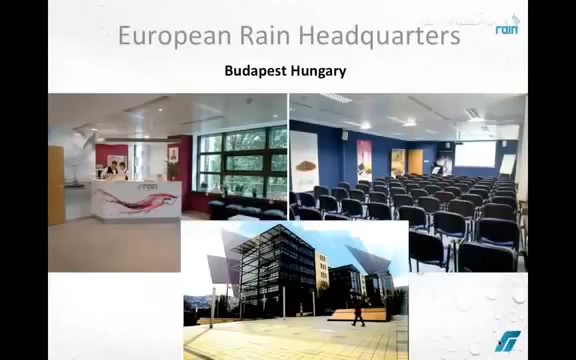 European Rain Headquarters
rain
Budapest Hungary
rain